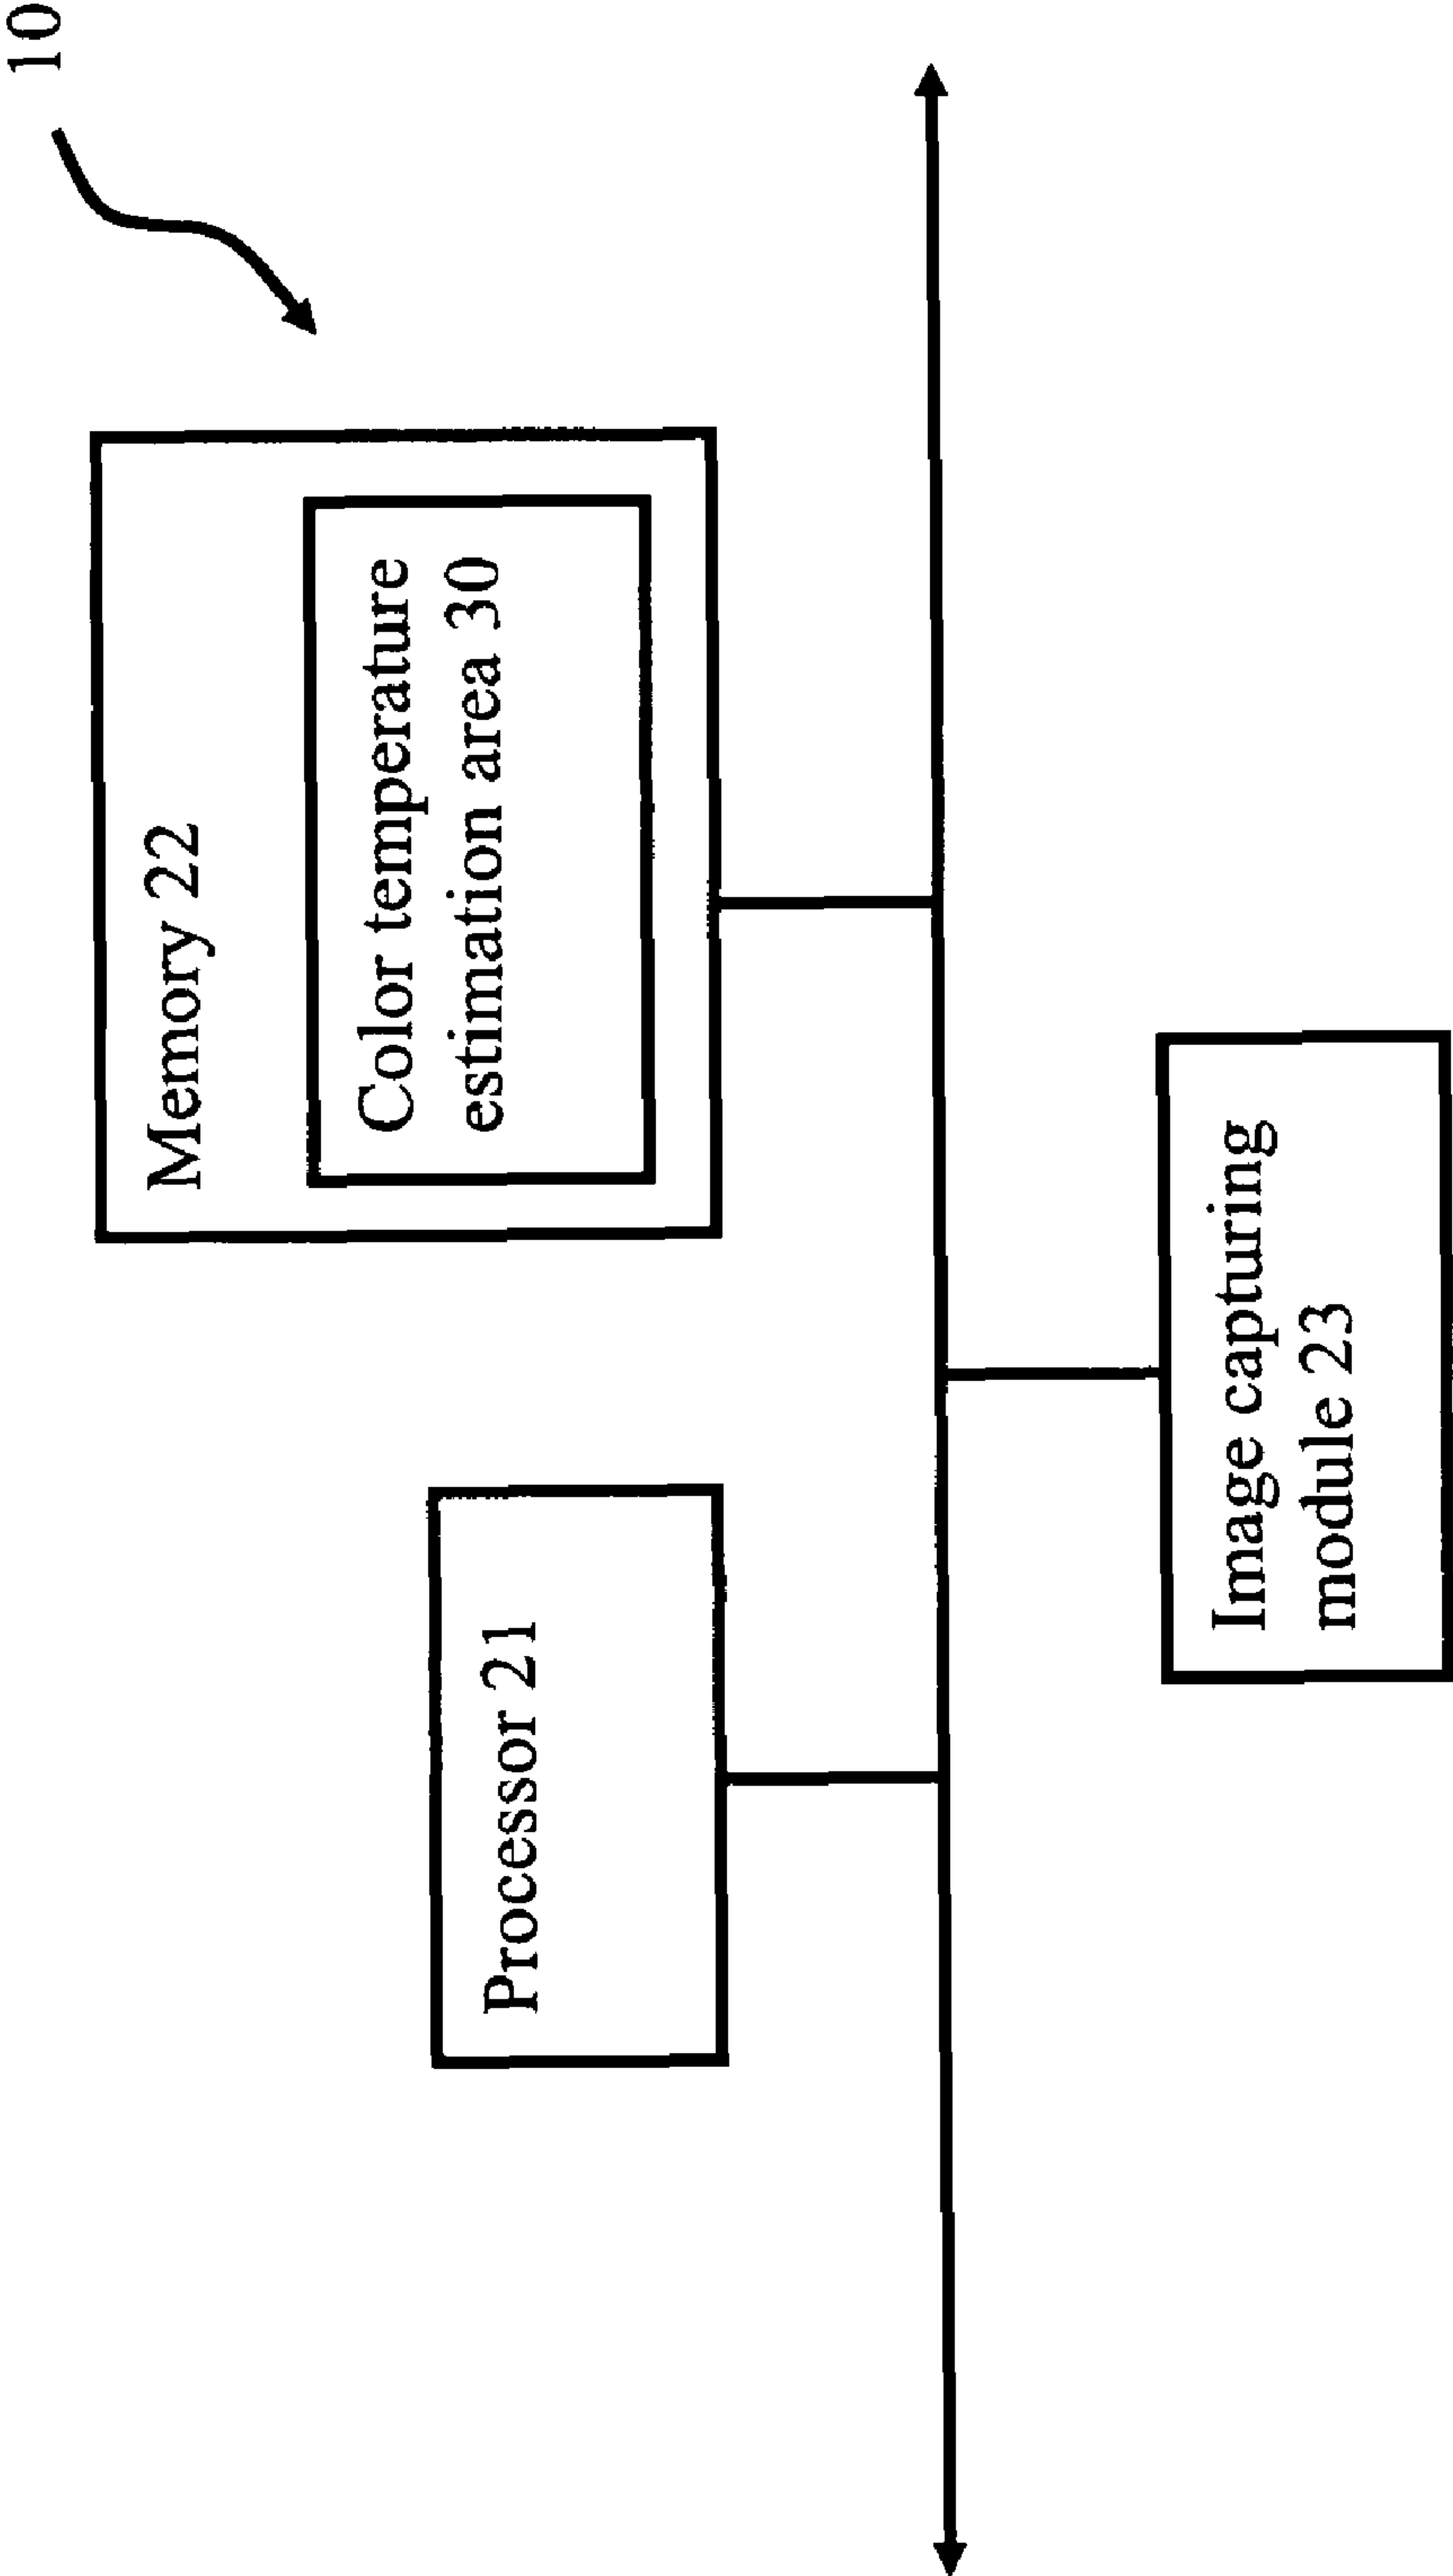 10
Memory 22
Color temperature
estimation area 30
Processor 21
Image capturing
module 23